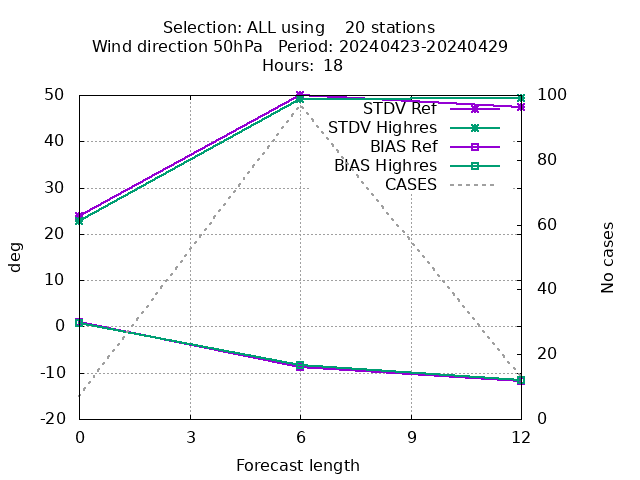 Selection: ALL using    20 stations
Wind direction 50hPa   Period: 20240423-20240429
Hours: 18
50
40
30
20
10
0
-10
-20
100
80
60
40
20
0
0
3
6
9
12
deg
No cases
Forecast length
STDV Ref
STDV Highres
BIAS Ref
BIAS Highres
CASES